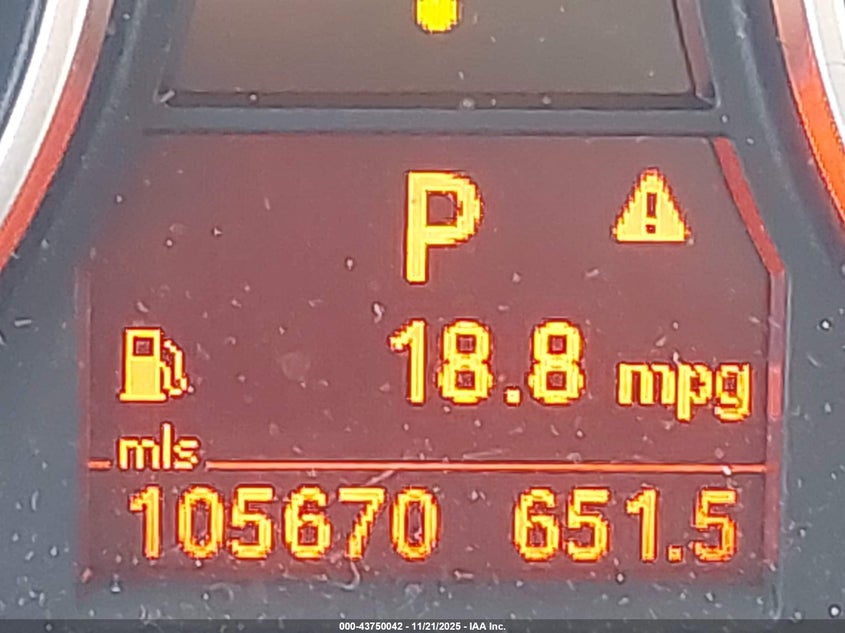 P
18.8 mpg
mls
105670 651.5
000-43750042 - 11/21/2025 - IAA Inc.